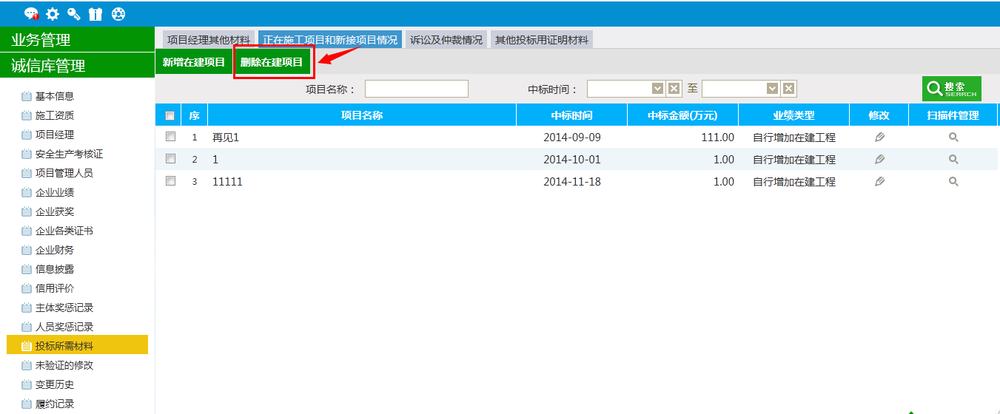 业务管理
诚信库管理
基本信息
施工资质
项目经理
安全生产考核证
项目管理人员
企业业绩
企业获奖
企业各类证书
企业财务
信息披露
信用评价
主体奖惩记录
人员奖惩记录
投标所需材料
未验证的修改
变更历史
履约记录
项目经理其他材料 正在施工项目和新接项目情况 诉讼及仲裁情况 其他投标用证明材料
新增在建项目 删除在建项目
项目名称： 中标时间： 至 搜索 SEARCH
序 项目名称 中标时间 中标金额(万元) 业绩类型 修改 扫描件管理
1 再见1 2014-09-09 111.00 自行增加在建工程
2 1 2014-10-01 1.00 自行增加在建工程
3 11111 2014-11-18 1.00 自行增加在建工程